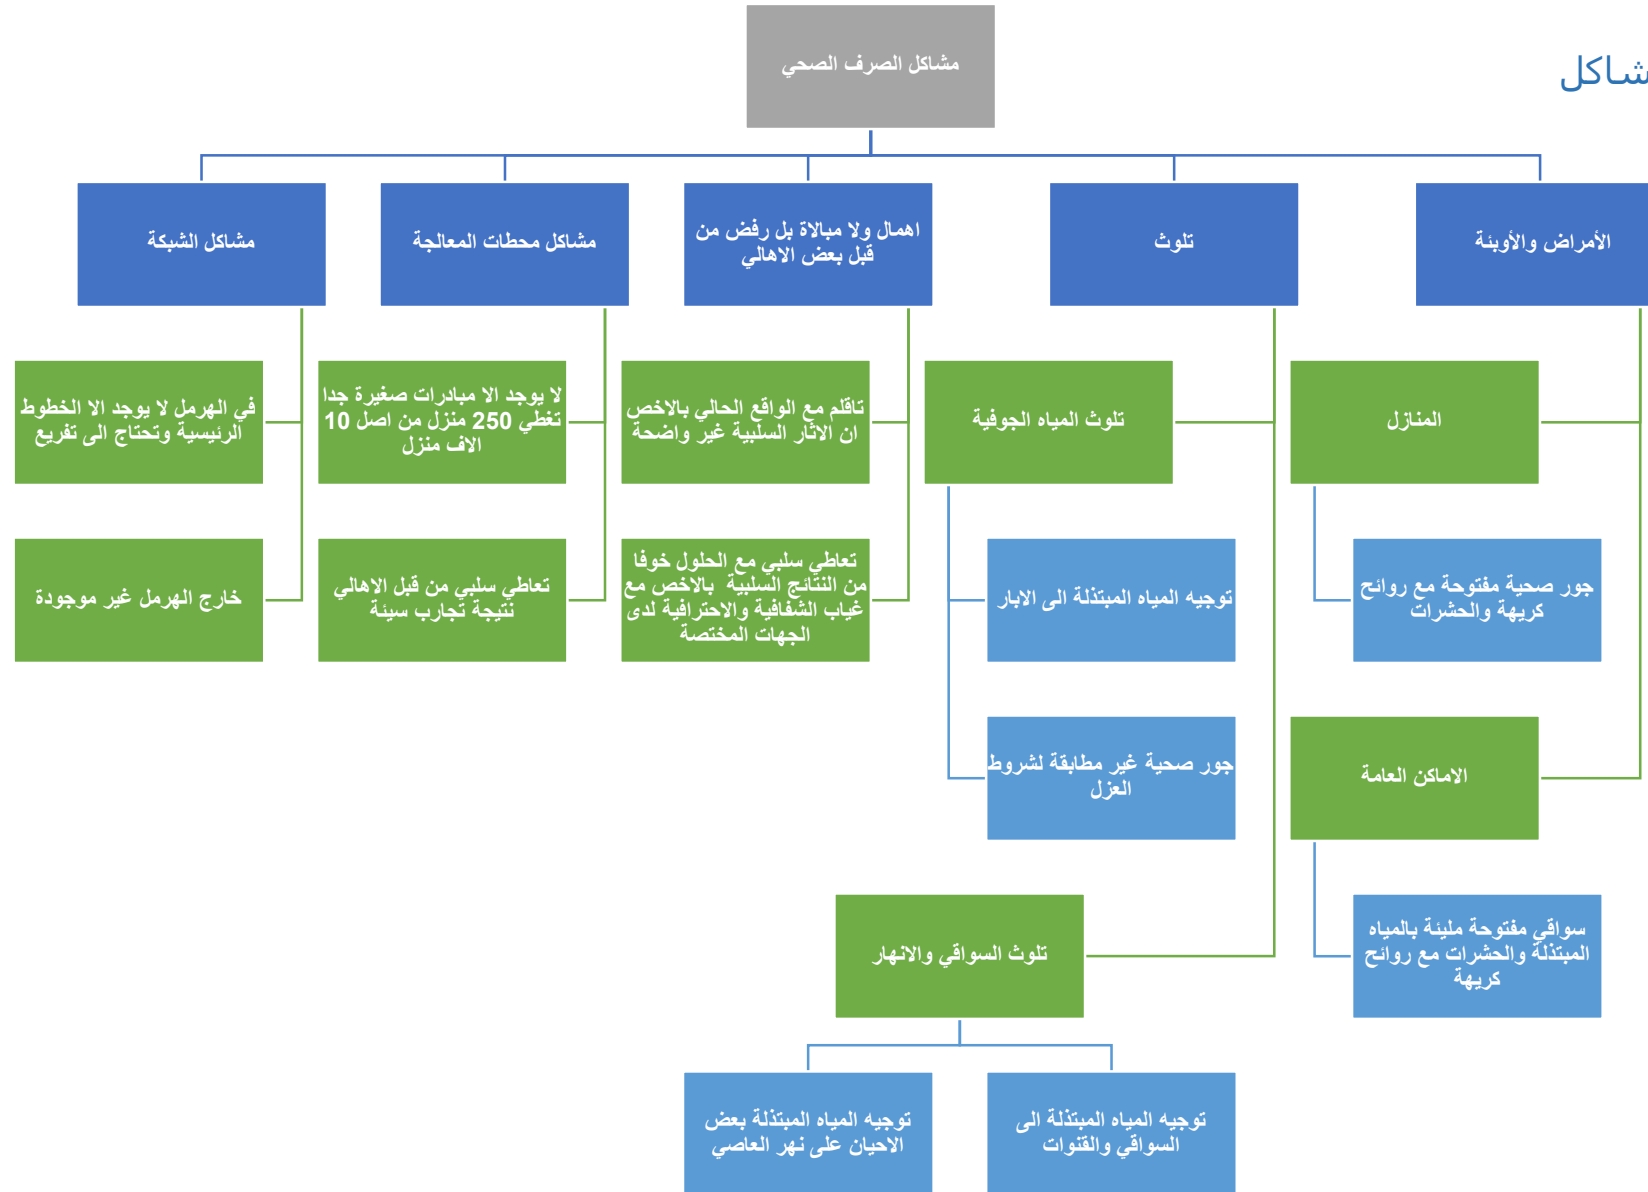 شاكل
مشاكل الصرف الصحي
الأمراض والأوبئة
تلوث
اهمال ولا مبالاة بل رفض من
قبل بعض الاهالي
مشاكل محطات المعالجة
مشاكل الشبكة
المنازل
تلوث المياه الجوفية
تاقلم مع الواقع الحالي بالاخص
ان الاثار السلبية غير واضحة
لا يوجد الا مبادرات صغيرة جدا
تغطي 250 منزل من اصل 10
الاف منزل
في الهرمل لا يوجد الا الخطوط
الرئيسية وتحتاج الى تفريع
جور صحية مفتوحة مع روائح
كريهة والحشرات
توجيه المياه المبتذلة الى الابار
تعاطي سلبي مع الحلول خوفا
من النتائج السلبية بالاخص مع
غياب الشفافية والاحترافية لدى
الجهات المختصة
تعاطي سلبي من قبل الاهالي
نتيجة تجارب سيئة
خارج الهرمل غير موجودة
الاماكن العامة
جور صحية غير مطابقة لشروط
العزل
سواقي مفتوحة مليئة بالمياه
المبتذلة والحشرات مع روائح
كريهة
تلوث السواقي والانهار
توجيه المياه المبتذلة الى
السواقي والقنوات
توجيه المياه المبتذلة بعض
الاحيان على نهر العاصي